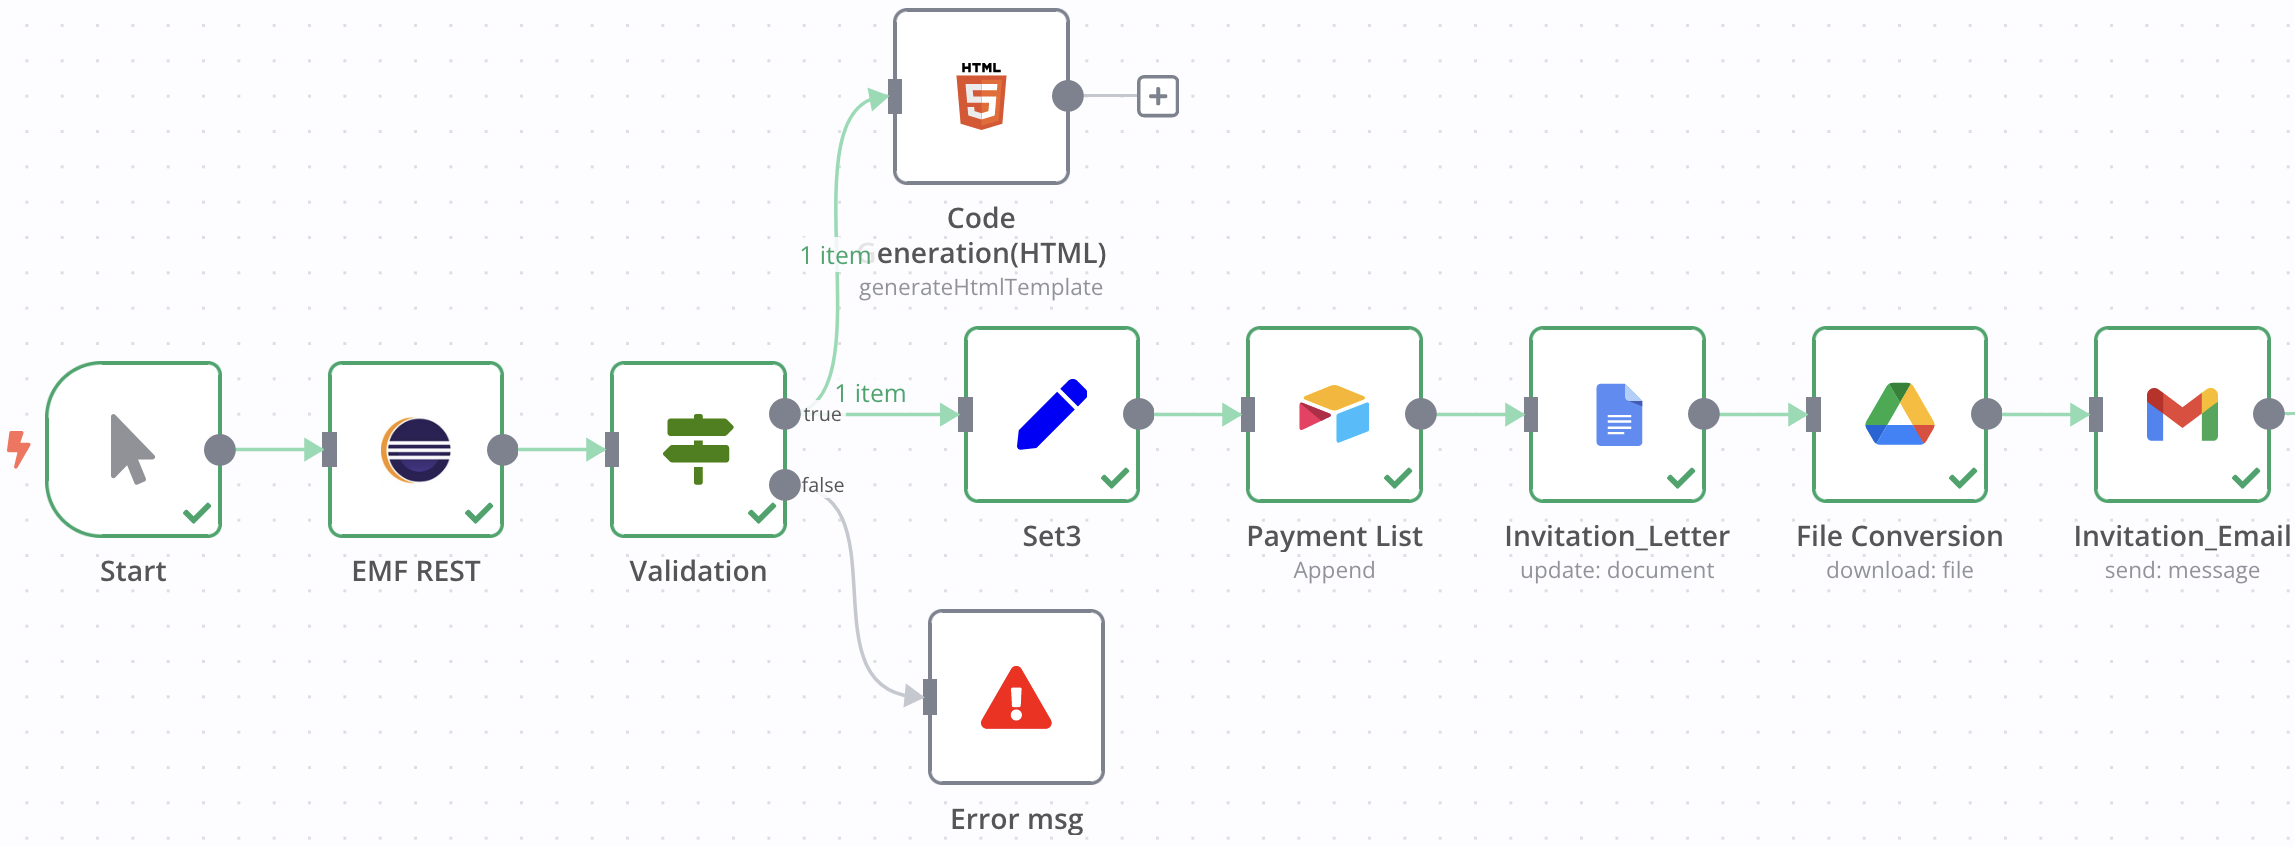 HTML
5
Code
Generation(HTML)
generateHtmlTemplate
1 item
1 item
true
false
Start
EMF REST
Validation
Set3
Payment List
Append
Invitation_Letter
update: document
File Conversion
download: file
Invitation_Email
send: message
Error msg